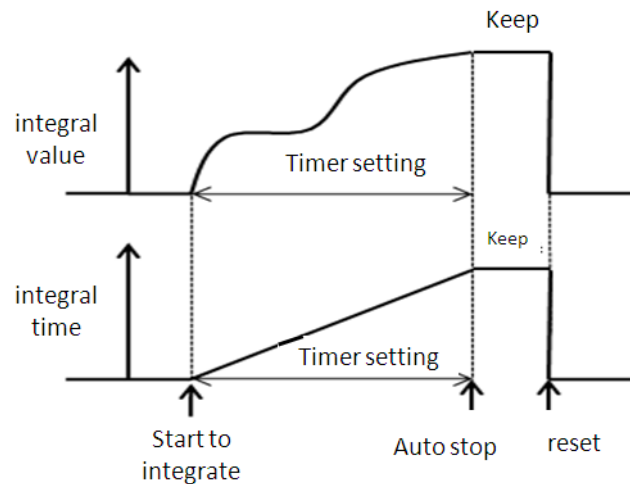 Keep
integral
value
Timer setting
Keep :
integral
time
Timer setting
Start to
integrate
Auto stop
reset